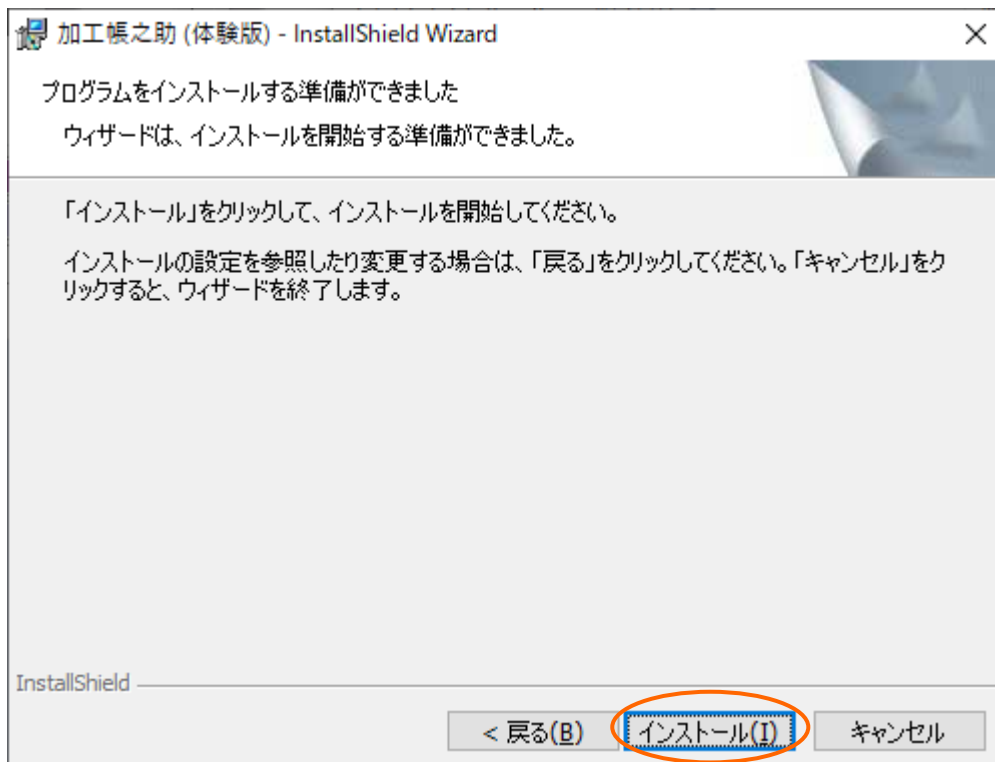 加工帳之助 (体験版) - InstallShield Wizard
プログラムをインストールする準備ができました
ウィザードは、インストールを開始する準備ができました。
「インストール」をクリックして、インストールを開始してください。
インストールの設定を参照したり変更する場合は、「戻る」をクリックしてください。「キャンセル」をク
リックすると、ウィザードを終了します。
InstallShield
< 戻る(B)
インストール(I)
キャンセル